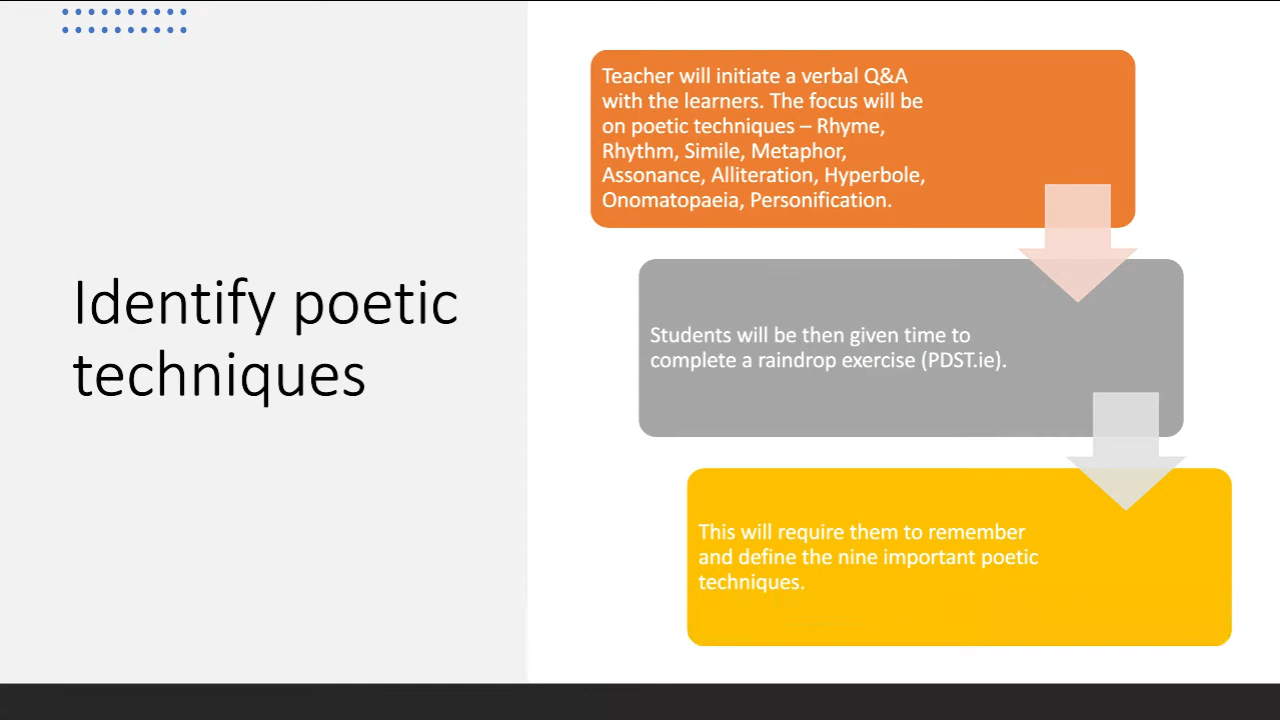 Identify poetic
techniques
Teacher will initiate a verbal Q&A
with the learners. The focus will be
on poetic techniques – Rhyme,
Rhythm, Simile, Metaphor,
Assonance, Alliteration, Hyperbole,
Onomatopaeia, Personification.
Students will be then given time to
complete a raindrop exercise (PDST.ie).
This will require them to remember
and define the nine important poetic
techniques.